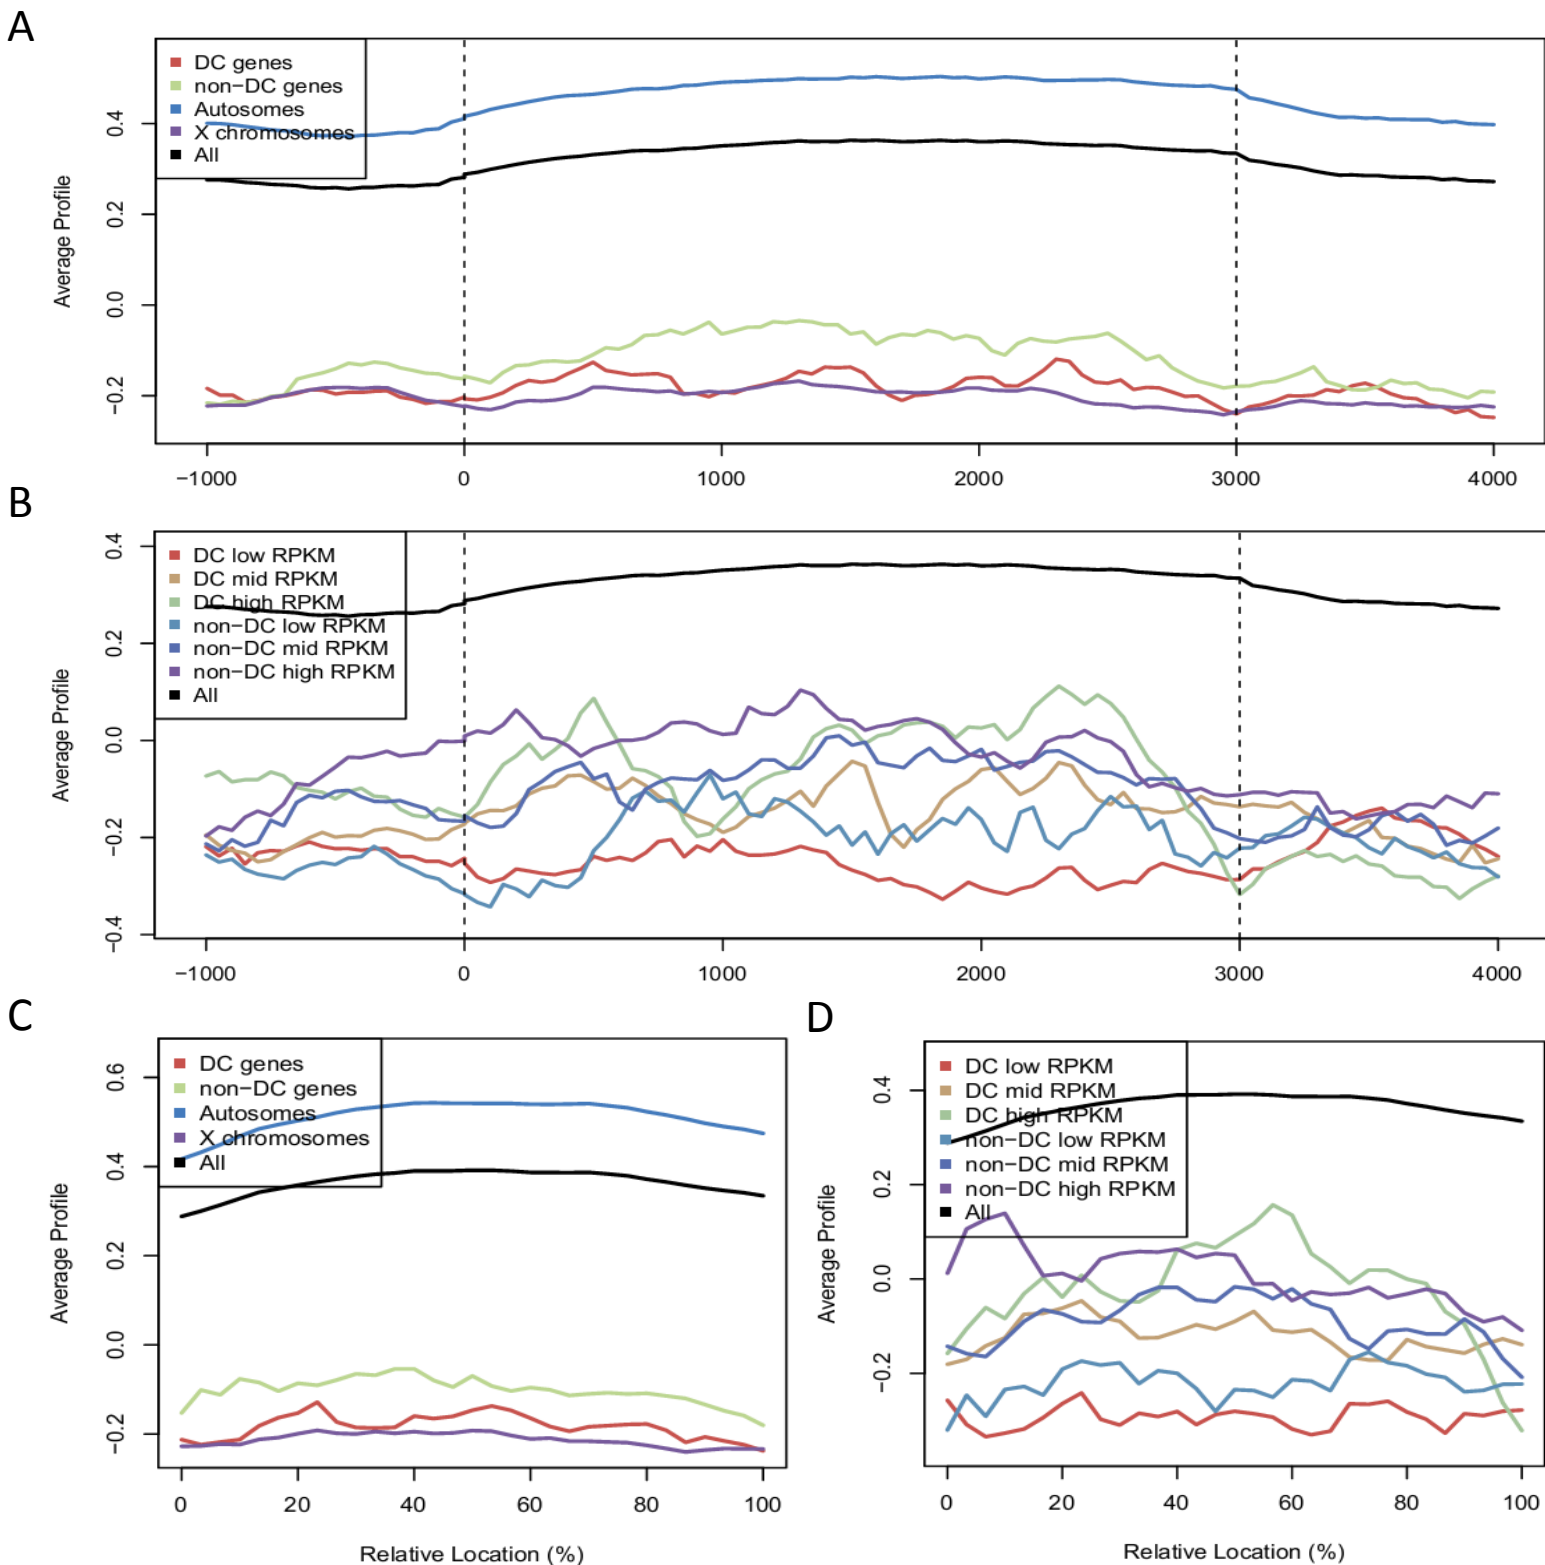 A
DC genes
non−DC genes
Autosomes
X chromosomes
All
Average Profile
0.4
0.2
0.0
−0.2
−1000 0 1000 2000 3000 4000
B
DC low RPKM
DC mid RPKM
DC high RPKM
non−DC low RPKM
non−DC mid RPKM
non−DC high RPKM
All
Average Profile
0.4
0.2
0.0
−0.2
−0.4
−1000 0 1000 2000 3000 4000
C
DC genes
non−DC genes
Autosomes
X chromosomes
All
Average Profile
0.6
0.4
0.2
0.0
−0.2
0 20 40 60 80 100
Relative Location (%)
D
DC low RPKM
DC mid RPKM
DC high RPKM
non−DC low RPKM
non−DC mid RPKM
non−DC high RPKM
All
Average Profile
0.4
0.2
0.0
−0.2
0 20 40 60 80 100
Relative Location (%)